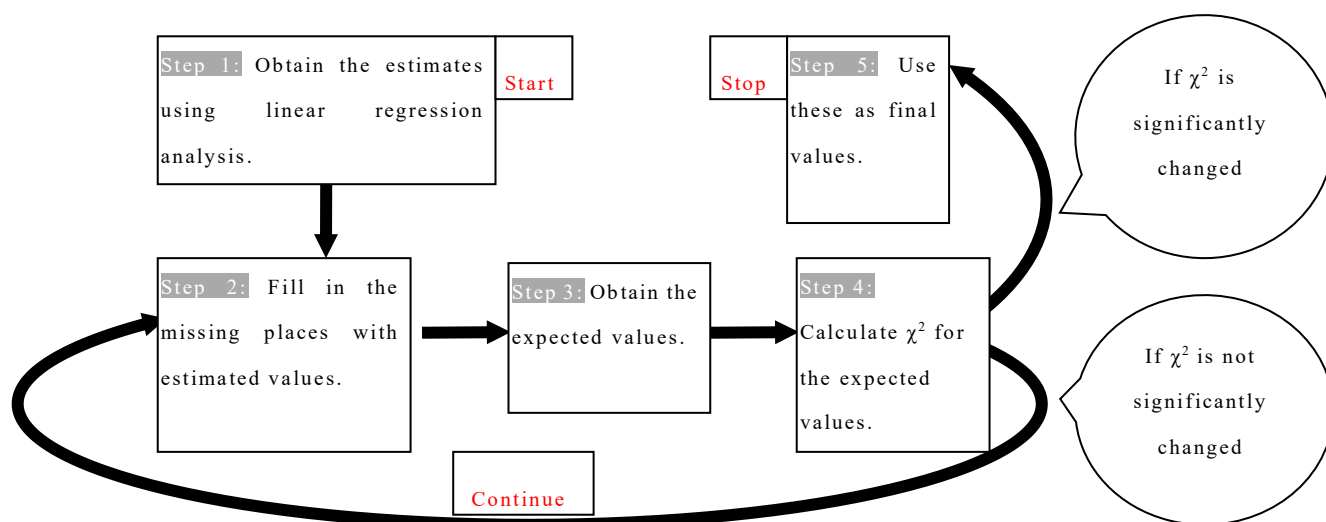 Step 1: Obtain the estimates
using linear regression
analysis.
Start
Stop
Step 5: Use
these as final
values.
If χ² is
significantly
changed
Step 2: Fill in the
missing places with
estimated values.
Step 3: Obtain the
expected values.
Step 4:
Calculate χ² for
the expected
values.
If χ² is not
significantly
changed
Continue